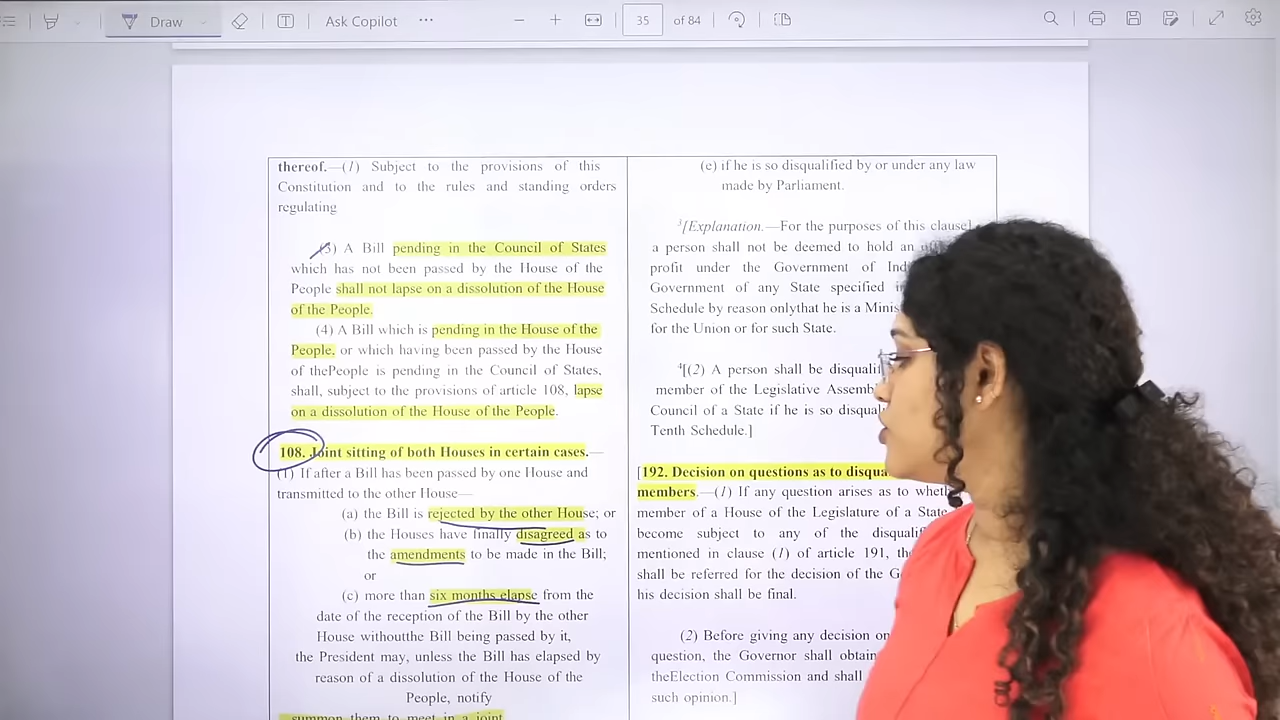 Draw
Ask Copilot
35 of 84
thereof.—(1) Subject to the provisions of this
Constitution and to the rules and standing orders
regulating
(3) A Bill pending in the Council of States
which has not been passed by the House of the
People shall not lapse on a dissolution of the House
of the People.
(4) A Bill which is pending in the House of the
People, or which having been passed by the House
of thePeople is pending in the Council of States,
shall, subject to the provisions of article 108, lapse
on a dissolution of the House of the People.
108. Joint sitting of both Houses in certain cases.—
(1) If after a Bill has been passed by one House and
transmitted to the other House—
(a) the Bill is rejected by the other House; or
(b) the Houses have finally disagreed as to
the amendments to be made in the Bill;
or
(c) more than six months elapse from the
date of the reception of the Bill by the other
House withoutthe Bill being passed by it,
the President may, unless the Bill has elapsed by
reason of a dissolution of the House of the
People, notify
summon them to meet in a joint
(e) if he is so disqualified by or under any law
made by Parliament.
3[Explanation.—For the purposes of this clause]
a person shall not be deemed to hold an
profit under the Government of
Government of any State specified
Schedule by reason onlythat he is a
for the Union or for such State.
4[(2) A person shall be
member of the Legislative
Council of a State if he is so
Tenth Schedule.]
[192. Decision on questions as to
members.—(1) If any question arises as to
member of a House of the Legislature of a State
become subject to any of the
mentioned in clause (1) of article 191,
shall be referred for the decision of the
his decision shall be final.
(2) Before giving any decision on
question, the Governor shall obtain
theElection Commission and shall
such opinion.]